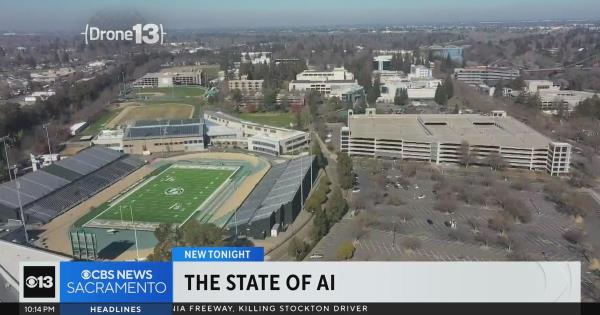 Drone13
NEW TONIGHT
THE STATE OF AI
13
CBS NEWS
SACRAMENTO
10:14 PM
HEADLINES
NIA FREEWAY, KILLING STOCKTON DRIVER